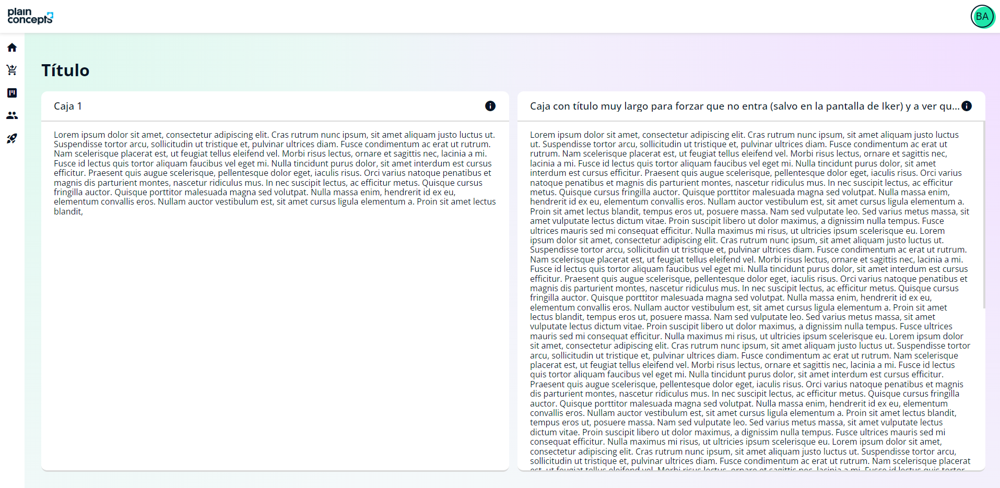 plain
concepts
BA
Título
Caja 1
Lorem ipsum dolor sit amet, consectetur adipiscing elit. Cras rutrum nunc ipsum, sit amet aliquam justo luctus ut.
Suspendisse tortor arcu, sollicitudin ut tristique et, pulvinar ultrices diam. Fusce condimentum ac erat ut rutrum.
Nam scelerisque placerat est, ut feugiat tellus eleifend vel. Morbi risus lectus, ornare et sagittis nec, lacinia a mi.
Fusce id lectus quis tortor aliquam faucibus vel eget mi. Nulla tincidunt purus dolor, sit amet interdum est cursus
efficitur. Praesent quis augue scelerisque, pellentesque dolor eget, iaculis risus. Orci varius natoque penatibus et
magnis dis parturient montes, nascetur ridiculus mus. In nec suscipit lectus, ac efficitur metus. Quisque cursus
fringilla auctor. Quisque porttitor malesuada magna sed volutpat. Nulla massa enim, hendrerit id ex eu,
elementum convallis eros. Nullam auctor vestibulum est, sit amet cursus ligula elementum a. Proin sit amet lectus
blandit,
Caja con título muy largo para forzar que no entra (salvo en la pantalla de Iker) y a ver qu...
Lorem ipsum dolor sit amet, consectetur adipiscing elit. Cras rutrum nunc ipsum, sit amet aliquam justo luctus
ut. Suspendisse tortor arcu, sollicitudin ut tristique et, pulvinar ultrices diam. Fusce condimentum ac erat ut
rutrum. Nam scelerisque placerat est, ut feugiat tellus eleifend vel. Morbi risus lectus, ornare et sagittis nec,
lacinia a mi. Fusce id lectus quis tortor aliquam faucibus vel eget mi. Nulla tincidunt purus dolor, sit amet
interdum est cursus efficitur. Praesent quis augue scelerisque, pellentesque dolor eget, iaculis risus. Orci varius
natoque penatibus et magnis dis parturient montes, nascetur ridiculus mus. In nec suscipit lectus, ac efficitur
metus. Quisque cursus fringilla auctor. Quisque porttitor malesuada magna sed volutpat. Nulla massa enim,
hendrerit id ex eu, elementum convallis eros. Nullam auctor vestibulum est, sit amet cursus ligula elementum a.
Proin sit amet lectus blandit, tempus eros ut, posuere massa. Nam sed vulputate leo. Sed varius metus massa, sit
amet vulputate lectus dictum vitae. Proin suscipit libero ut dolor maximus, a dignissim nulla tempus. Fusce
ultrices mauris sed mi consequat efficitur. Nulla maximus mi risus, ut ultricies ipsum scelerisque eu. Lorem
ipsum dolor sit amet, consectetur adipiscing elit. Cras rutrum nunc ipsum, sit amet aliquam justo luctus ut.
Suspendisse tortor arcu, sollicitudin ut tristique et, pulvinar ultrices diam. Fusce condimentum ac erat ut rutrum.
Nam scelerisque placerat est, ut feugiat tellus eleifend vel. Morbi risus lectus, ornare et sagittis nec, lacinia a mi.
Fusce id lectus quis tortor aliquam faucibus vel eget mi. Nulla tincidunt purus dolor, sit amet interdum est cursus
efficitur. Praesent quis augue scelerisque, pellentesque dolor eget, iaculis risus. Orci varius natoque penatibus et
magnis dis parturient montes, nascetur ridiculus mus. In nec suscipit lectus, ac efficitur metus. Quisque cursus
fringilla auctor. Quisque porttitor malesuada magna sed volutpat. Nulla massa enim, hendrerit id ex eu,
elementum convallis eros. Nullam auctor vestibulum est, sit amet cursus ligula elementum a. Proin sit amet
lectus blandit, tempus eros ut, posuere massa. Nam sed vulputate leo. Sed varius metus massa, sit amet
vulputate lectus dictum vitae. Proin suscipit libero ut dolor maximus, a dignissim nulla tempus. Fusce ultrices
mauris sed mi consequat efficitur. Nulla maximus mi risus, ut ultricies ipsum scelerisque eu. Lorem ipsum dolor
sit amet, consectetur adipiscing elit. Cras rutrum nunc ipsum, sit amet aliquam justo luctus ut. Suspendisse tortor
arcu, sollicitudin ut tristique et, pulvinar ultrices diam. Fusce condimentum ac erat ut rutrum. Nam scelerisque
placerat est, ut feugiat tellus eleifend vel. Morbi risus lectus, ornare et sagittis nec, lacinia a mi. Fusce id lectus
quis tortor aliquam faucibus vel eget mi. Nulla tincidunt purus dolor, sit amet interdum est cursus efficitur.
Praesent quis augue scelerisque, pellentesque dolor eget, iaculis risus. Orci varius natoque penatibus et magnis
dis parturient montes, nascetur ridiculus mus. In nec suscipit lectus, ac efficitur metus. Quisque cursus fringilla
auctor. Quisque porttitor malesuada magna sed volutpat. Nulla massa enim, hendrerit id ex eu, elementum
convallis eros. Nullam auctor vestibulum est, sit amet cursus ligula elementum a. Proin sit amet lectus blandit,
tempus eros ut, posuere massa. Nam sed vulputate leo. Sed varius metus massa, sit amet vulputate lectus
dictum vitae. Proin suscipit libero ut dolor maximus, a dignissim nulla tempus. Fusce ultrices mauris sed mi
consequat efficitur. Nulla maximus mi risus, ut ultricies ipsum scelerisque eu. Lorem ipsum dolor sit amet,
consectetur adipiscing elit. Cras rutrum nunc ipsum, sit amet aliquam justo luctus ut. Suspendisse tortor arcu,
sollicitudin ut tristique et, pulvinar ultrices diam. Fusce condimentum ac erat ut rutrum. Nam scelerisque placerat
est, ut feugiat tellus eleifend vel. Morbi risus lectus, ornare et sagittis nec, lacinia a mi. Fusce id lectus quis tortor